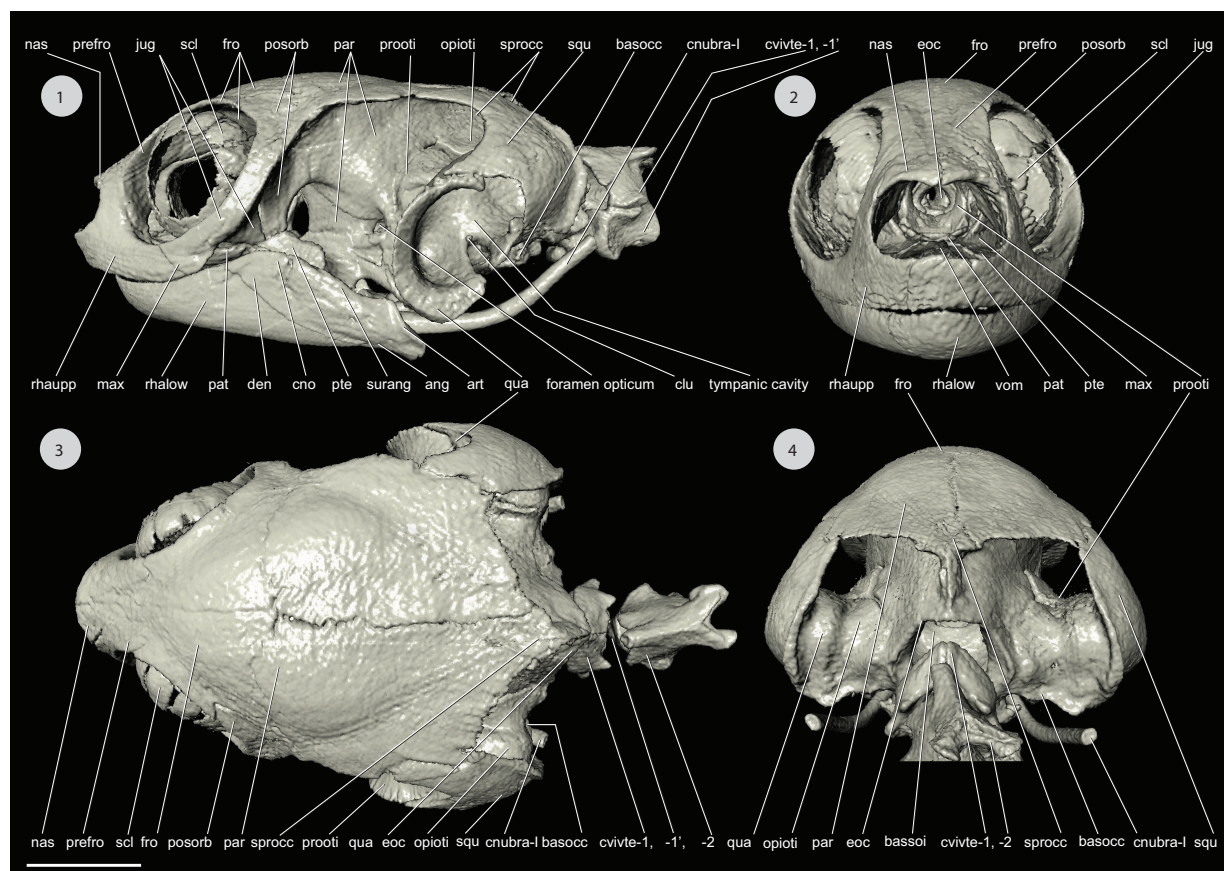 nas prefro jug scl fro posorb par prooti opioti sprocc squ basocc cnubra-I cvivte-1, -1' nas eoc fro prefro posorb scl jug
1 2
rhaupp max rhalow pat den cno pte surang ang art qua foramen opticum clu tympanic cavity rhaupp fro rhalow vom pat pte max prooti
3 4
nas prefro scl fro posorb par sprocc prooti qua eoc opioti squ cnubra-I basocc cvivte-1, -1', -2 qua opioti par eoc bassoi cvivte-1, -2 sprocc basocc cnubra-I squ